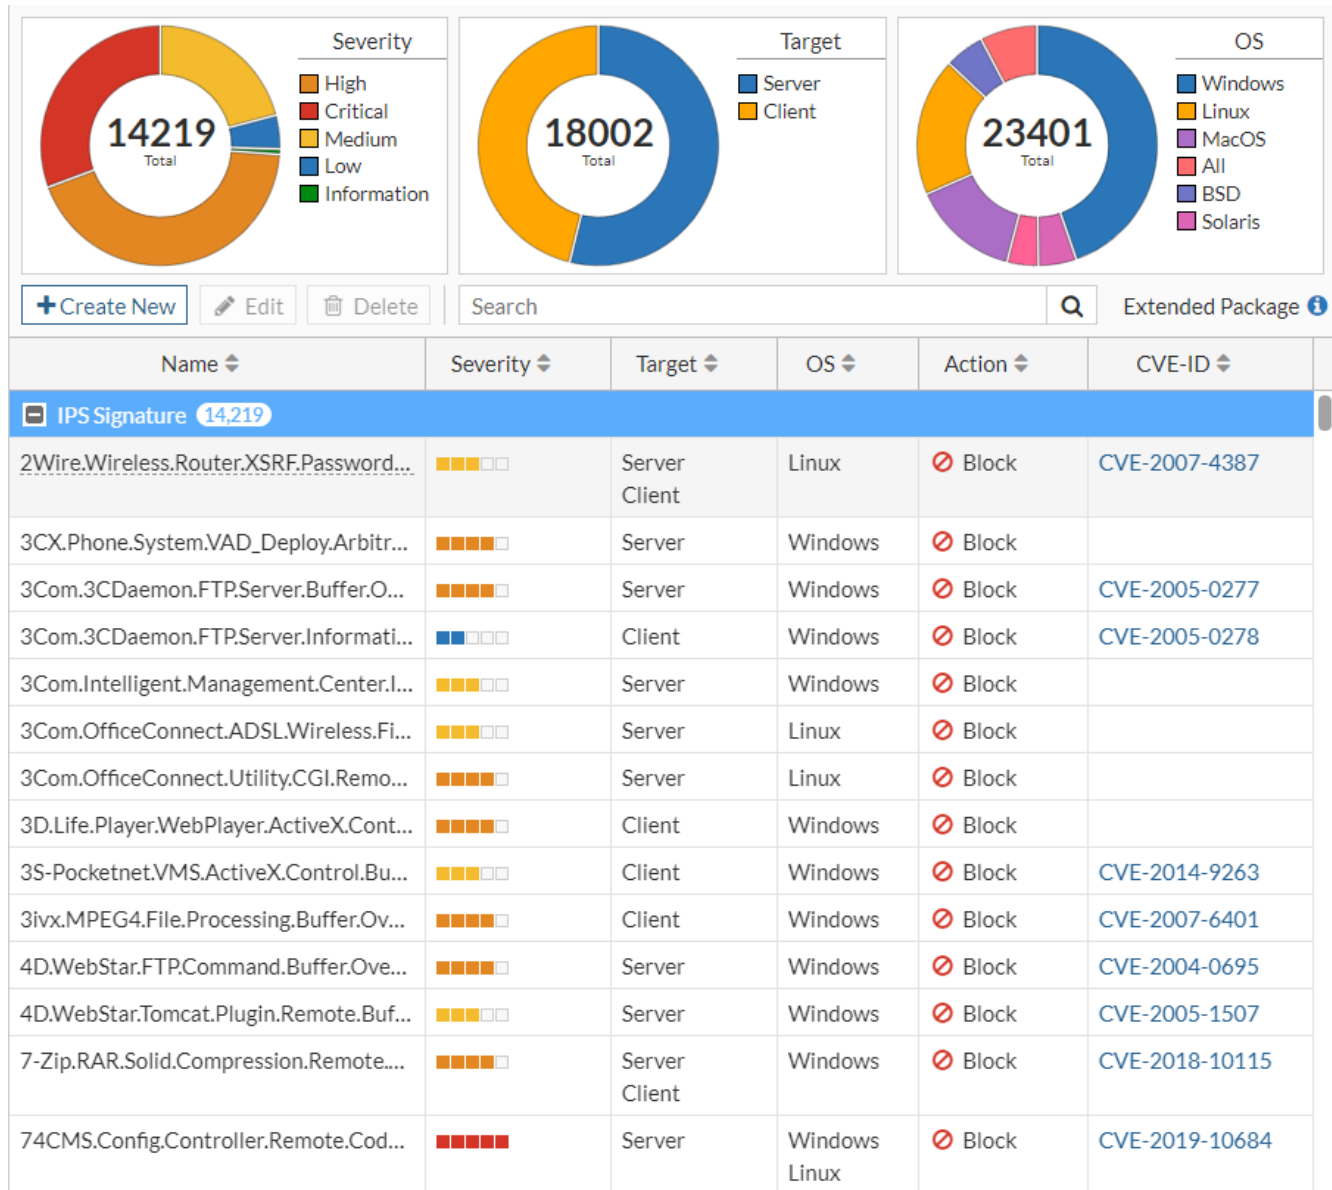 Severity
High
Critical
Medium
Low
Information
14219
Total
Target
Server
Client
18002
Total
OS
Windows
Linux
MacOS
All
BSD
Solaris
23401
Total
Create New
Edit
Delete
Search
Extended Package
Name Severity Target OS Action CVE-ID
IPS Signature 14,219
2Wire.Wireless.Router.XSRF.Password... Server Linux Block CVE-2007-4387
Client
3CX.Phone.System.VAD_Deploy.Arbitr... Server Windows Block
3Com.3CDaemon.FTP.Server.Buffer.O... Server Windows Block CVE-2005-0277
3Com.3CDaemon.FTP.Server.Informati... Client Windows Block CVE-2005-0278
3Com.Intelligent.Management.Center.I... Server Windows Block
3Com.OfficeConnect.ADSL.Wireless.Fi... Server Linux Block
3Com.OfficeConnect.Utility.CGI.Remo... Server Linux Block
3D.Life.Player.WebPlayer.ActiveX.Cont... Client Windows Block
3S-Pocketnet.VMS.ActiveX.Control.Bu... Client Windows Block CVE-2014-9263
3ivx.MPEG4.File.Processing.Buffer.Ov... Client Windows Block CVE-2007-6401
4D.WebStar.FTP.Command.Buffer.Ove... Server Windows Block CVE-2004-0695
4D.WebStar.Tomcat.Plugin.Remote.Buf... Server Windows Block CVE-2005-1507
7-Zip.RAR.Solid.Compression.Remote.... Server Windows Block CVE-2018-10115
Client
74CMS.Config.Controller.Remote.Cod... Server Windows Block CVE-2019-10684
Linux